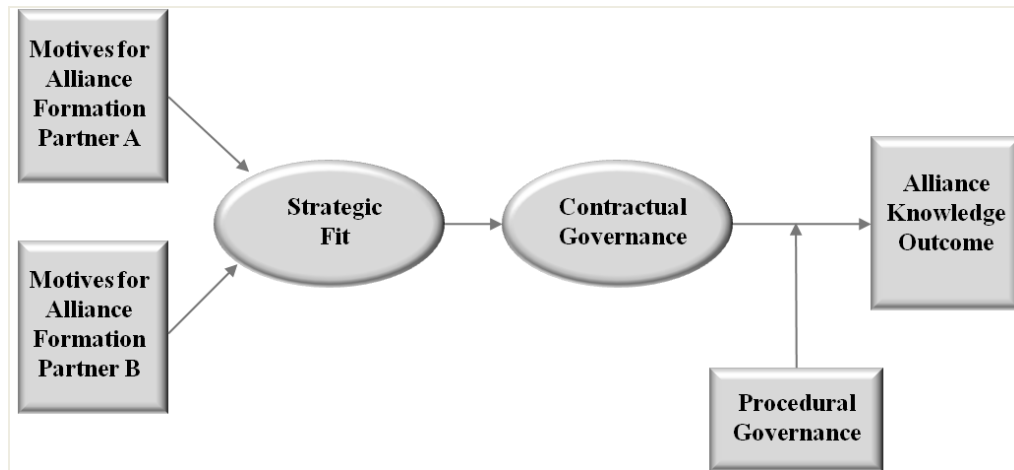 Motives for
Alliance
Formation
Partner A
Motives for
Alliance
Formation
Partner B
Strategic
Fit
Contractual
Governance
Alliance
Knowledge
Outcome
Procedural
Governance